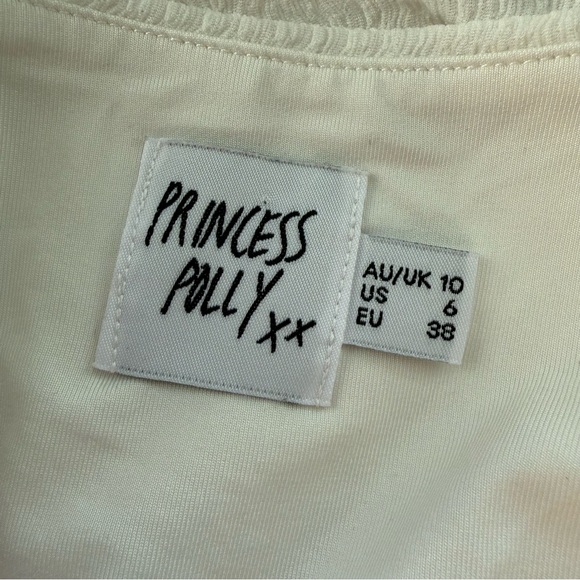 PRINCESS
POLLY
xx
AU/UK 10
US 6
EU 38